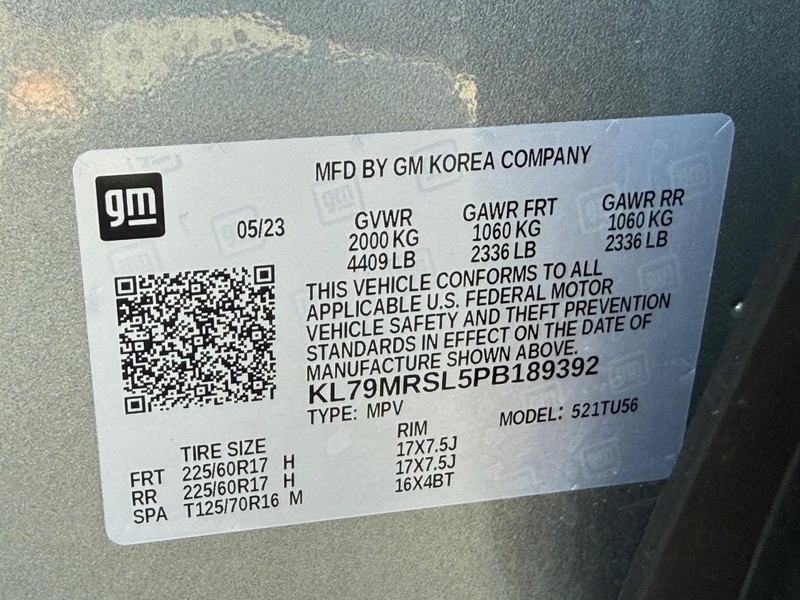 MFD BY GM KOREA COMPANY
gm
05/23
GVWR GAWR FRT GAWR RR
2000 KG 1060 KG 1060 KG
4409 LB 2336 LB 2336 LB
THIS VEHICLE CONFORMS TO ALL
APPLICABLE U.S. FEDERAL MOTOR
VEHICLE SAFETY AND THEFT PREVENTION
STANDARDS IN EFFECT ON THE DATE OF
MANUFACTURE SHOWN ABOVE.
KL79MRSL5PB189392
TYPE: MPV MODEL: 521TU56
TIRE SIZE RIM
FRT 225/60R17 H 17X7.5J
RR 225/60R17 H 17X7.5J
SPA T125/70R16 M 16X4BT